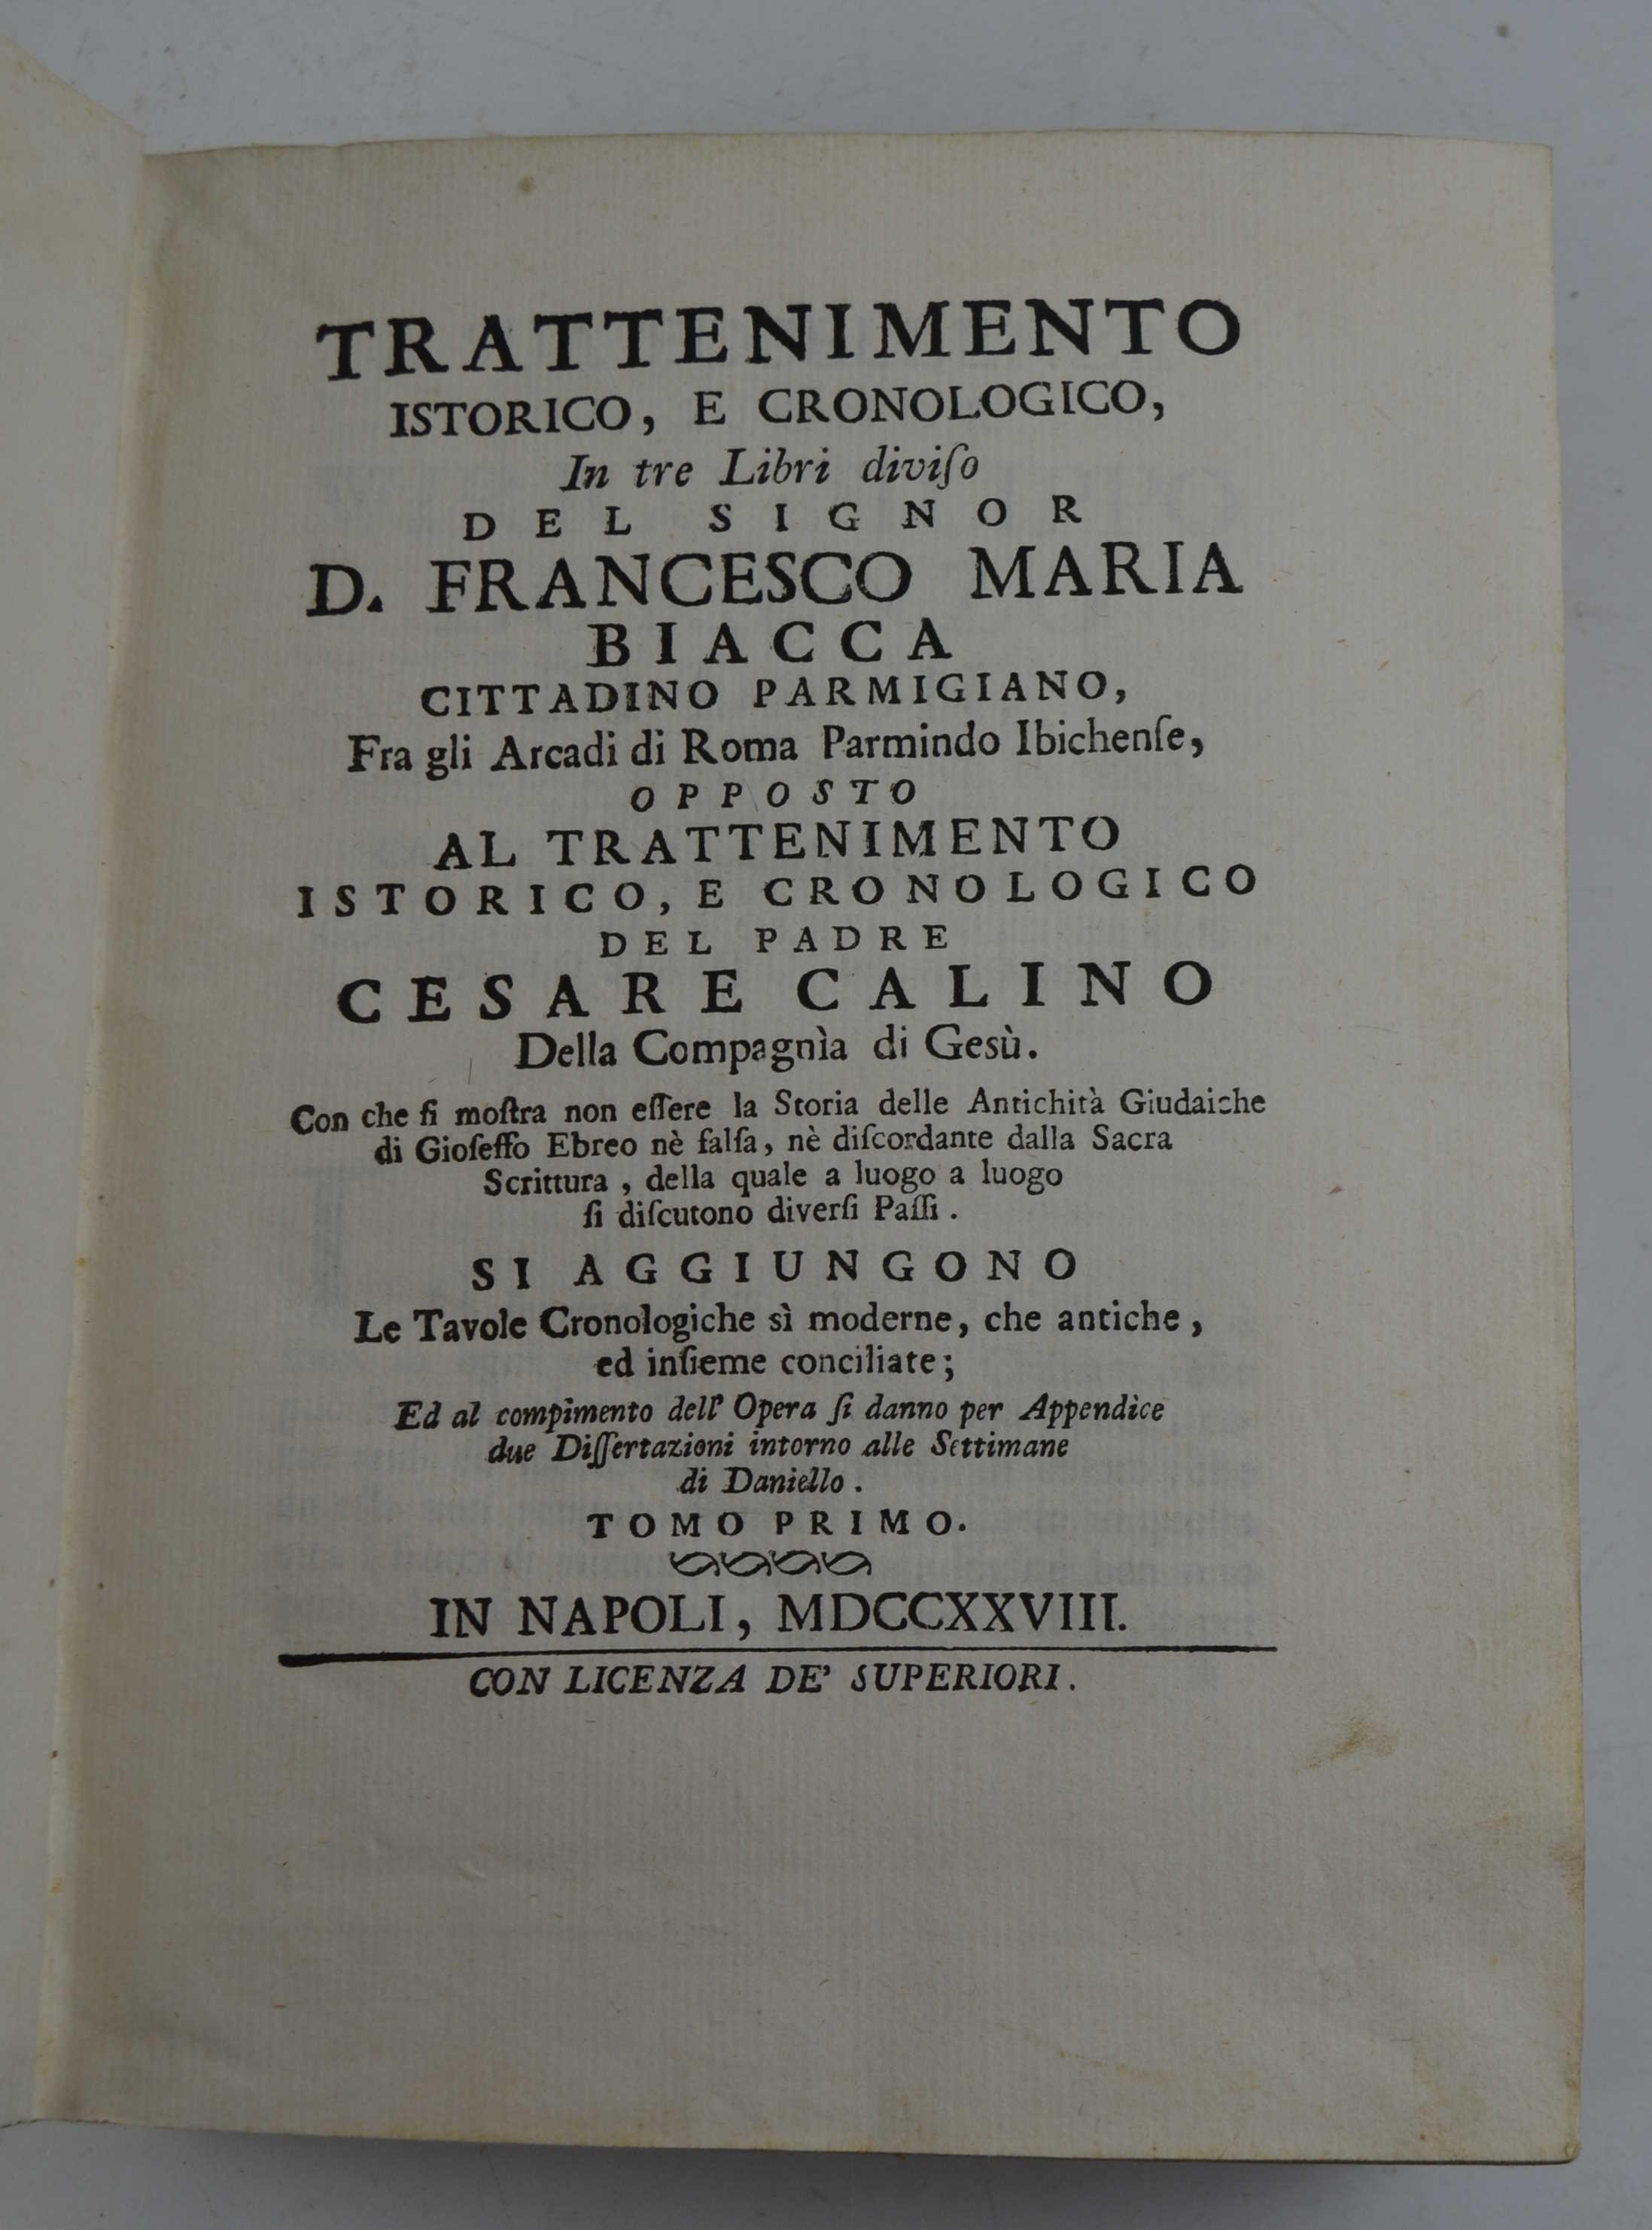 TRATTENIMENTO
ISTORICO, E CRONOLOGICO,
In tre Libri diviſo
DEL SIGNOR
D. FRANCESCO MARIA
BIACCA
CITTADINO PARMIGIANO,
Fra gli Arcadi di Roma Parmindo Ibichenſe,
OPPOSTO
AL TRATTENIMENTO
ISTORICO, E CRONOLOGICO
DEL PADRE
CESARE CALINO
Della Compagnìa di Gesù.
Con che ſi moſtra non eſſere la Storia delle Antichità Giudaiche
di Gioſeffo Ebreo nè falſa, nè diſcordante dalla Sacra
Scrittura, della quale a luogo a luogo
ſi diſcutono diverſi Paſſi.
SI AGGIUNGONO
Le Tavole Cronologiche sì moderne, che antiche,
ed inſieme conciliate;
Ed al compimento dell' Opera ſi danno per Appendice
due Diſſertazioni intorno alle Settimane
di Daniello.
TOMO PRIMO.
IN NAPOLI, MDCCXXVIII.
CON LICENZA DE' SUPERIORI.